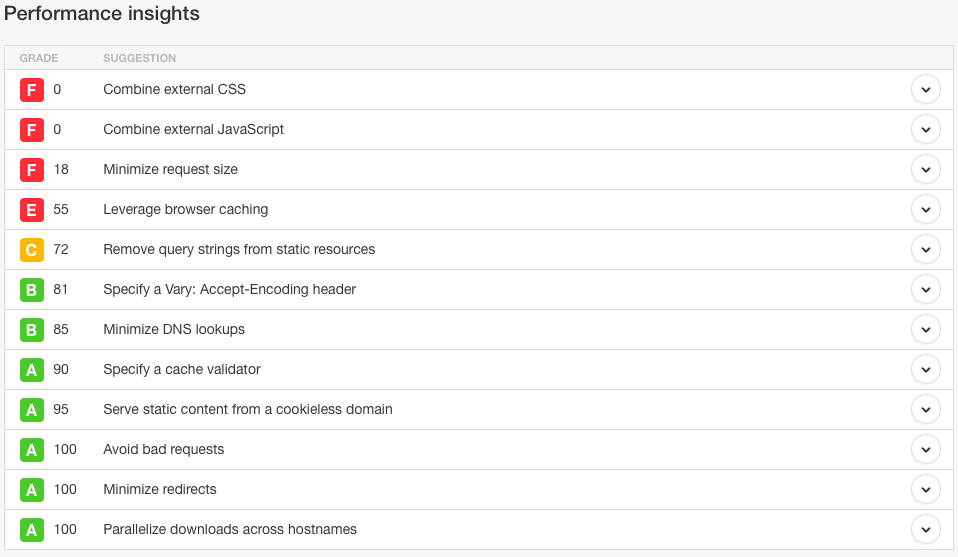 Performance insights
GRADE SUGGESTION
F 0 Combine external CSS
F 0 Combine external JavaScript
F 18 Minimize request size
E 55 Leverage browser caching
C 72 Remove query strings from static resources
B 81 Specify a Vary: Accept-Encoding header
B 85 Minimize DNS lookups
A 90 Specify a cache validator
A 95 Serve static content from a cookieless domain
A 100 Avoid bad requests
A 100 Minimize redirects
A 100 Parallelize downloads across hostnames